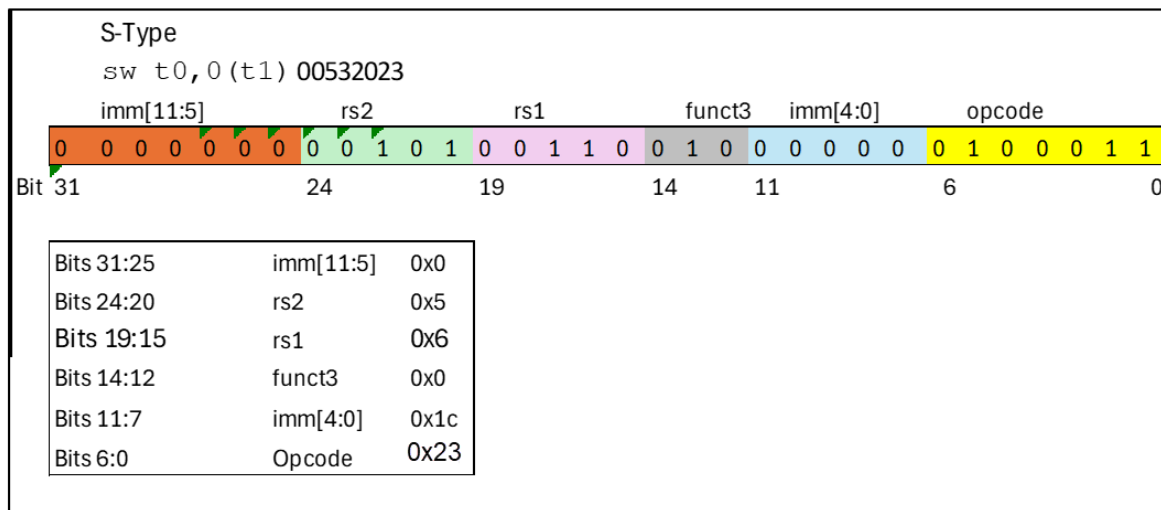 S-Type
sw t0,0(t1) 00532023
imm[11:5] rs2 rs1 funct3 imm[4:0] opcode
0 0 0 0 0 0 0 0 0 1 0 1 0 0 1 1 0 0 1 0 0 0 0 0 0 0 1 0 0 0 1 1
Bit 31 24 19 14 11 6 0
Bits 31:25 imm[11:5] 0x0
Bits 24:20 rs2 0x5
Bits 19:15 rs1 0x6
Bits 14:12 funct3 0x0
Bits 11:7 imm[4:0] 0x1c
Bits 6:0 Opcode 0x23